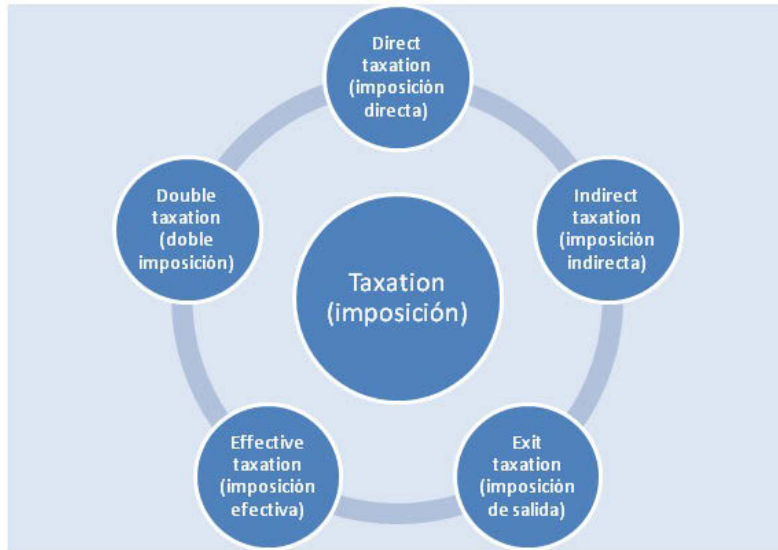 Direct
taxation
(imposición
directa)
Indirect
taxation
(imposición
indirecta)
Exit
taxation
(imposición
de salida)
Effective
taxation
(imposición
efectiva)
Double
taxation
(doble
imposición)
Taxation
(imposición)